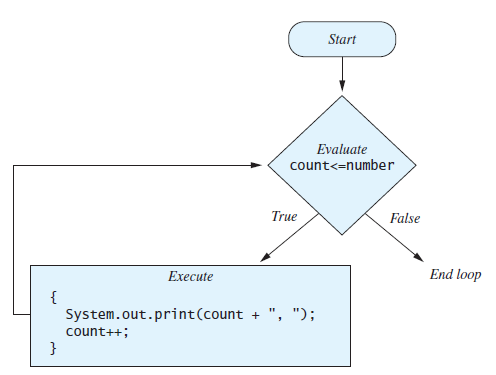 Start
Evaluate
count<=number
True
False
End loop
Execute
{
System.out.print(count + ", ");
count++;
}